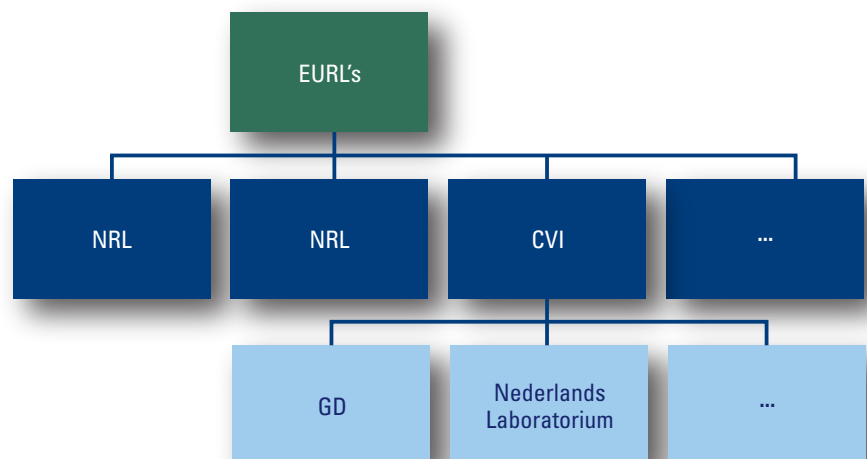 EURL's
NRL
NRL
CVI
...
GD
Nederlands
Laboratorium
...